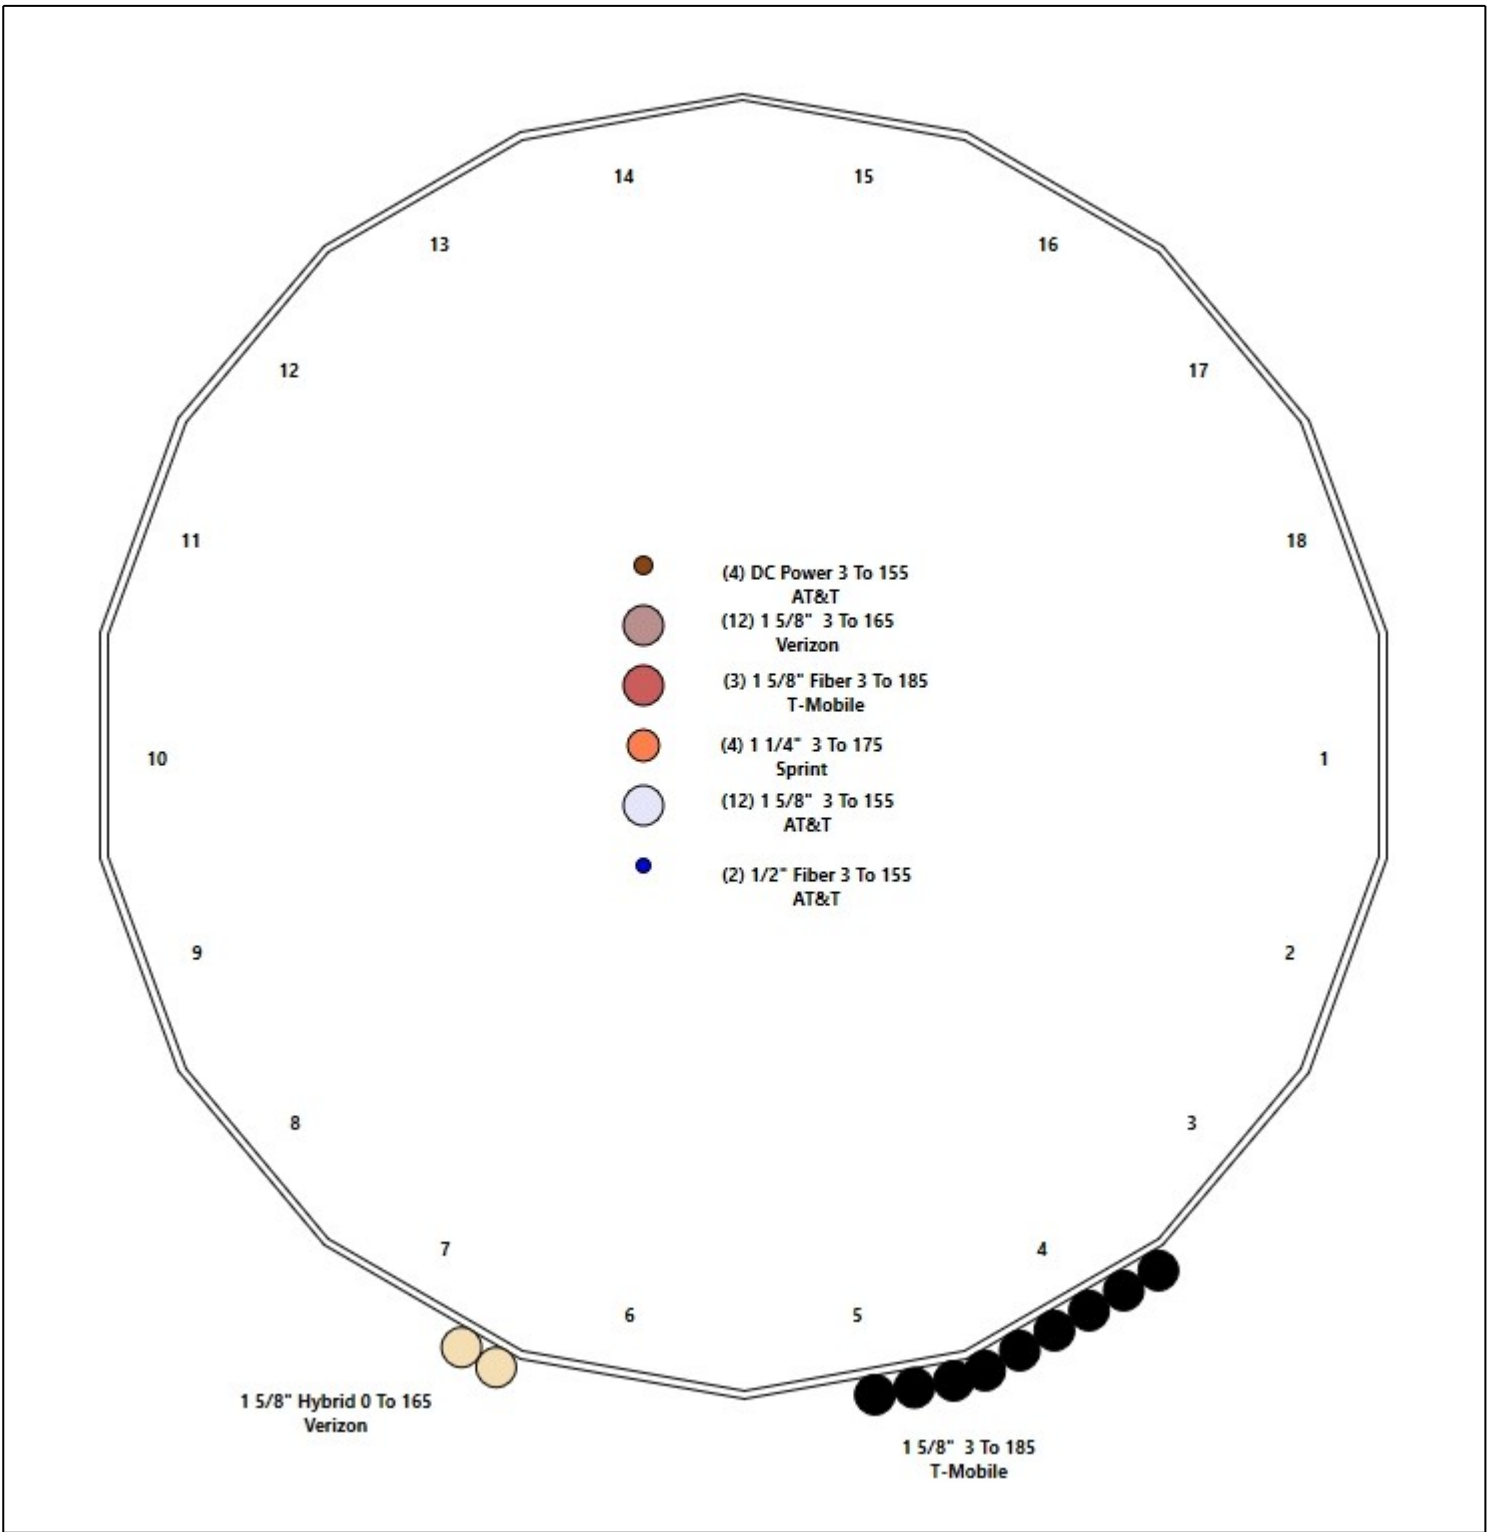 14
15
13
16
12
17
11
18
(4) DC Power 3 To 155
AT&T
(12) 1 5/8"  3 To 165
Verizon
(3) 1 5/8" Fiber 3 To 185
T-Mobile
(4) 1 1/4"  3 To 175
Sprint
10
1
(12) 1 5/8"  3 To 155
AT&T
(2) 1/2" Fiber 3 To 155
AT&T
9
2
8
3
7
4
6
5
1 5/8" Hybrid 0 To 165
Verizon
1 5/8"  3 To 185
T-Mobile